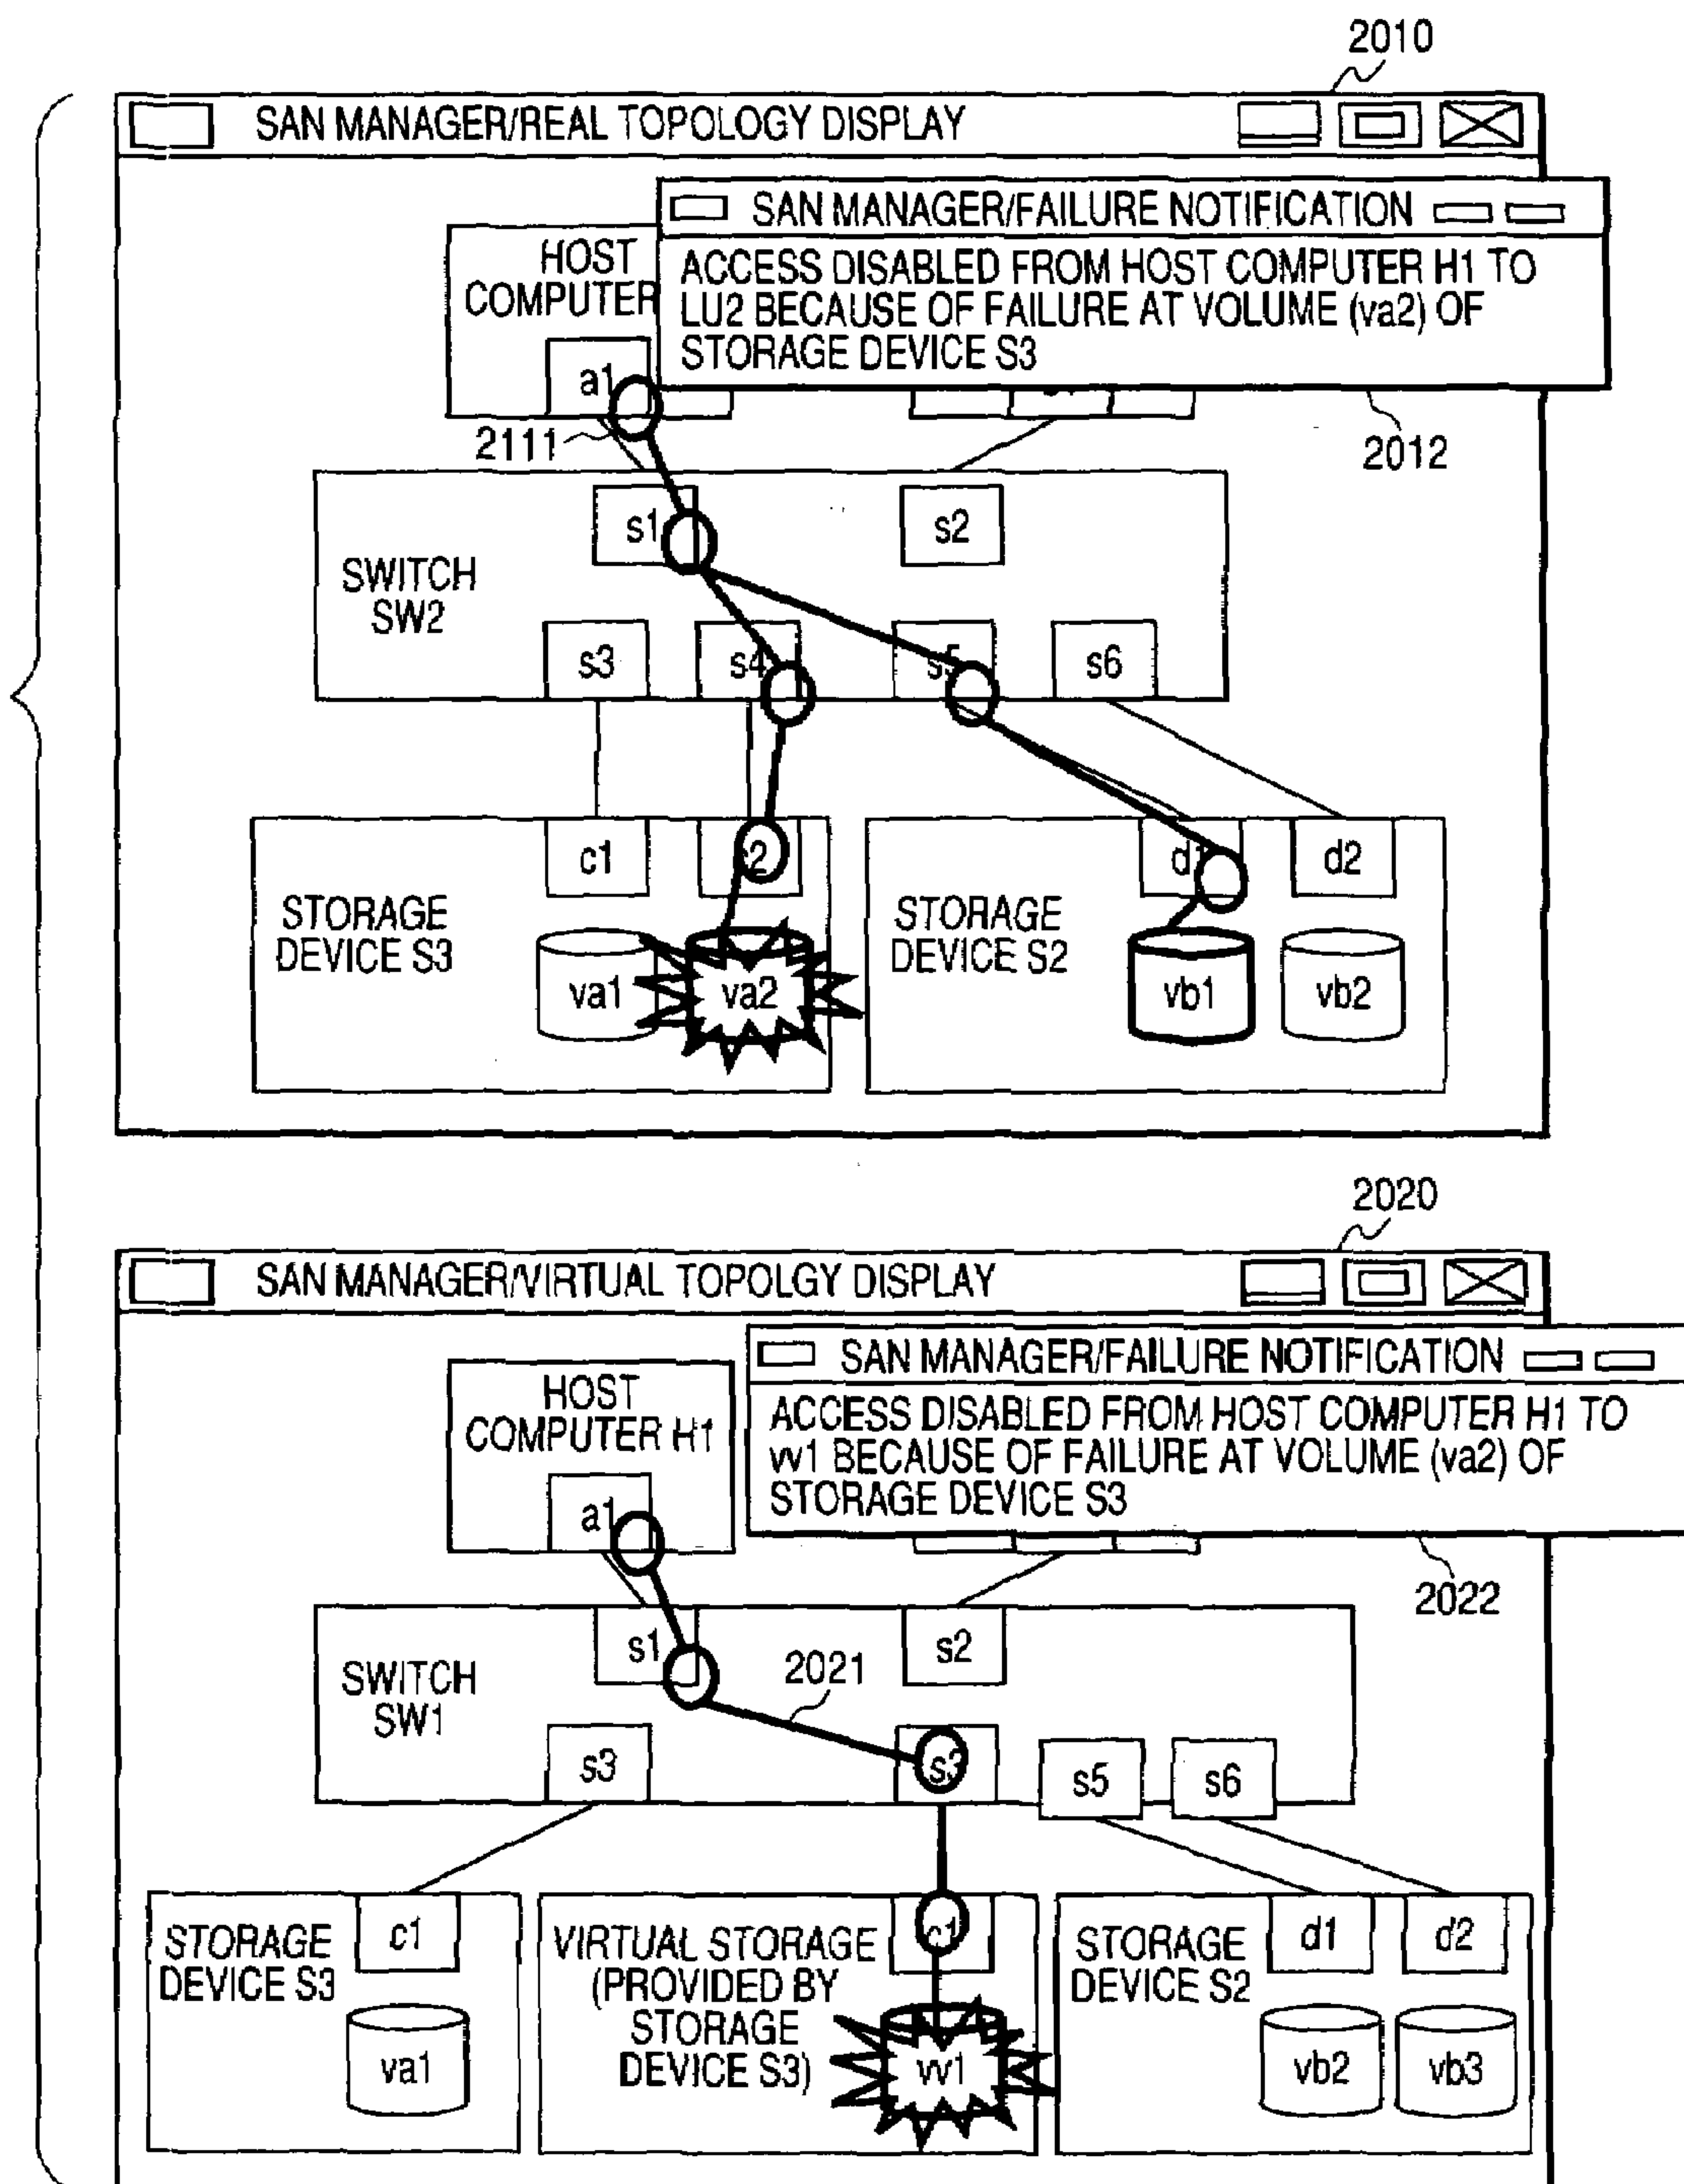 2010
SAN MANAGER/REAL TOPOLOGY DISPLAY
SAN MANAGER/FAILURE NOTIFICATION
ACCESS DISABLED FROM HOST COMPUTER H1 TO
LU2 BECAUSE OF FAILURE AT VOLUME (va2) OF
STORAGE DEVICE S3
HOST
COMPUTER
a1
2111
2012
s1
s2
SWITCH
SW2
s3
s4
s5
s6
c1
2
d1
d2
STORAGE
DEVICE S3
STORAGE
DEVICE S2
va1
va2
vb1
vb2
2020
SAN MANAGER/VIRTUAL TOPOLGY DISPLAY
SAN MANAGER/FAILURE NOTIFICATION
ACCESS DISABLED FROM HOST COMPUTER H1 TO
vv1 BECAUSE OF FAILURE AT VOLUME (va2) OF
STORAGE DEVICE S3
HOST
COMPUTER H1
a1
2022
s1
s2
2021
SWITCH
SW1
s3
s3
s5
s6
STORAGE
DEVICE S3
c1
va1
VIRTUAL STORAGE
(PROVIDED BY
STORAGE
DEVICE S3)
c1
vv1
STORAGE
DEVICE S2
d1
d2
vb2
vb3